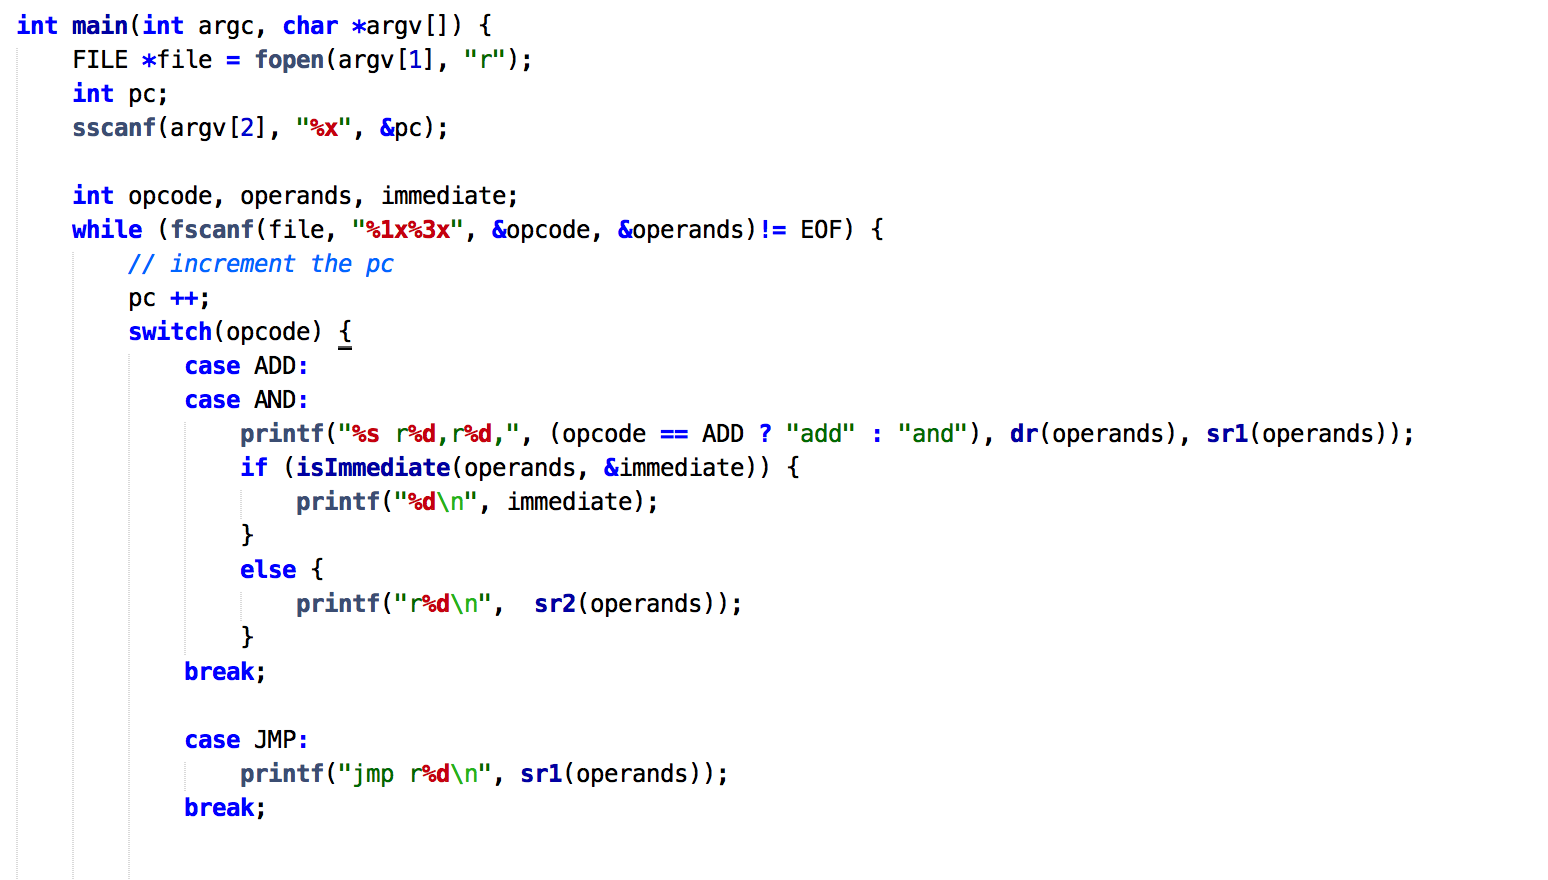 int main(int argc, char *argv[]) {
    FILE *file = fopen(argv[1], "r");
    int pc;
    sscanf(argv[2], "%x", &pc);

    int opcode, operands, immediate;
    while (fscanf(file, "%1x%3x", &opcode, &operands)!= EOF) {
        // increment the pc
        pc ++;
        switch(opcode) {
            case ADD:
            case AND:
                printf("%s r%d,r%d,", (opcode == ADD ? "add" : "and"), dr(operands), sr1(operands));
                if (isImmediate(operands, &immediate)) {
                    printf("%d\n", immediate);
                }
                else {
                    printf("r%d\n",  sr2(operands));
                }
            break;

            case JMP:
                printf("jmp r%d\n", sr1(operands));
            break;